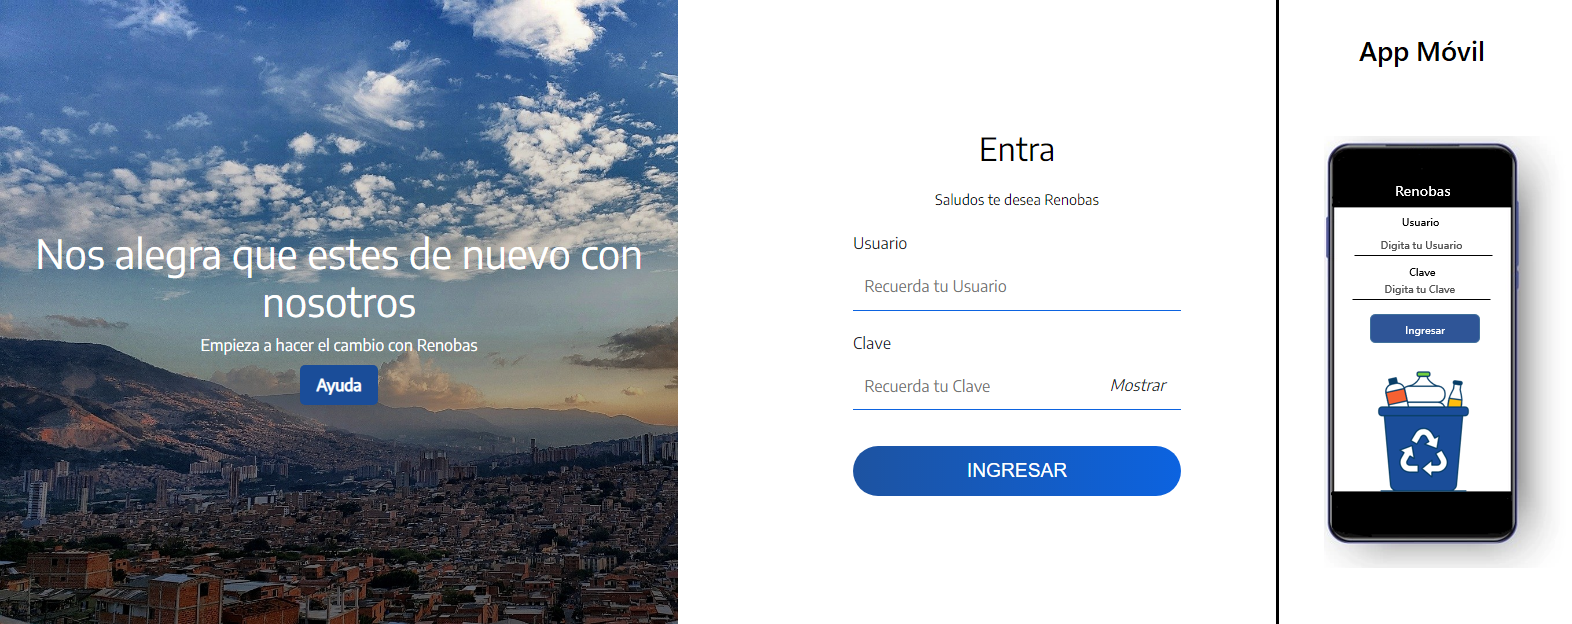 Nos alegra que estes de nuevo con
nosotros
Empieza a hacer el cambio con Renobas
Ayuda
Entra
Saludos te desea Renobas
Usuario
Recuerda tu Usuario
Clave
Recuerda tu Clave
Mostrar
INGRESAR
App Móvil
Renobas
Usuario
Digita tu Usuario
Clave
Digita tu Clave
Ingresar